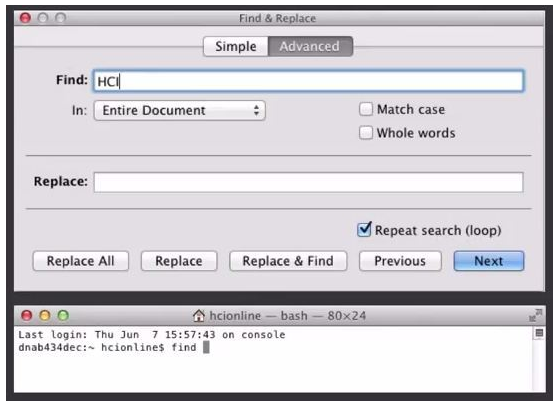 Find & Replace
Simple Advanced
Find: HCI
In: Entire Document
Match case
Whole words
Replace:
Repeat search (loop)
Replace All Replace Replace & Find Previous Next
hcionline — bash — 80×24
Last login: Thu Jun  7 15:57:43 on console
dnab434dec:~ hcionline$ find